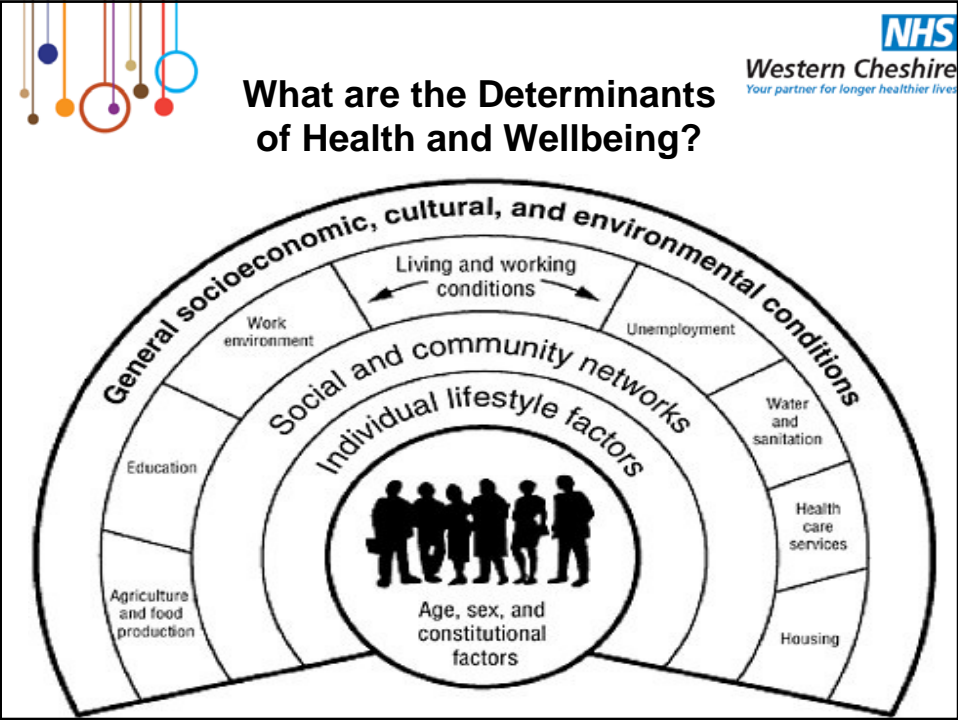 NHS
Western Cheshire
Your partner for longer healthier lives
What are the Determinants
of Health and Wellbeing?
General socioeconomic, cultural, and environmental conditions
Living and working
conditions
Work
environment
Unemployment
Social and community networks
Individual lifestyle factors
Water
and
sanitation
Education
Health
care
services
Agriculture
and food
production
Housing
Age, sex, and
constitutional
factors